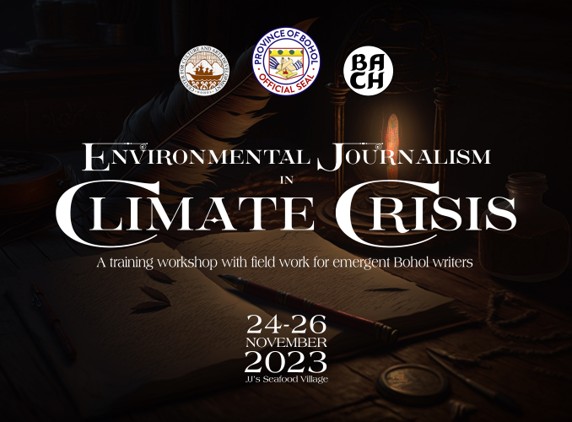 PROVINCE OF BOHOL
• OFFICIAL SEAL •
BA
CH
ENVIRONMENTAL JOURNALISM
IN
CLIMATE CRISIS
A training workshop with field work for emergent Bohol writers
24-26
NOVEMBER
2023
JJ's Seafood Village